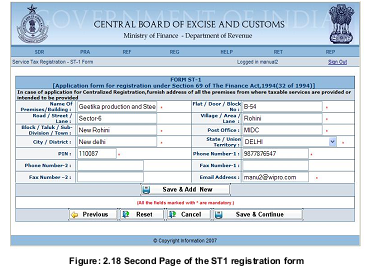 GOVERNMENT OF INDIA
CENTRAL BOARD OF EXCISE AND CUSTOMS
Ministry of Finance - Department of Revenue
SDR PRA REF REG HELP RET REP
Service Tax Registration - ST-1 Form Logged in manual2 Sign Out
FORM ST-1
[Application form for registration under Section 69 of The Finance Act,1994(32 of 1994)]
In case of application for Centralized Registration,furnish address of all the premises from where taxable services are provided or
intended to be provided
Name Of Premises/Building : Geetika production and Stee * Flat / Door / Block No : B-54 *
Road / Street / Lane : Sector-6 Village / Area / Lane : Rohini *
Block / Taluk / Sub-Division / Town : New Rohini Post Office : MIDC
City / District : New delhi * State / Union Territory : DELHI *
PIN : 110087 * Phone Number-1 : 9877876547 *
Phone Number-2 : Fax Number-1 :
Fax Number -2 : Email Address : manu2@wipro.com *
Save & Add New
(All the fields marked with * are mandatory )
Previous Reset Cancel Save & Continue
© Copyright Information 2007
Figure: 2.18 Second Page of the ST1 registration form